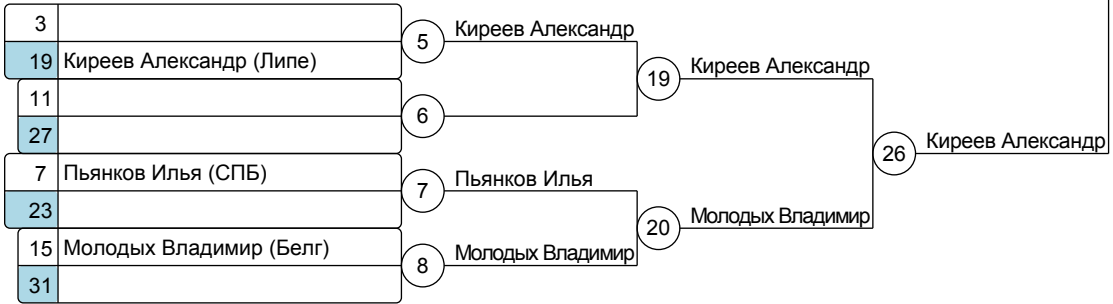 3
19 Киреев Александр (Липе)
11
27
7 Пьянков Илья (СПБ)
23
15 Молодых Владимир (Белг)
31
5 Киреев Александр
6
7 Пьянков Илья
8 Молодых Владимир
19 Киреев Александр
20 Молодых Владимир
26 Киреев Александр